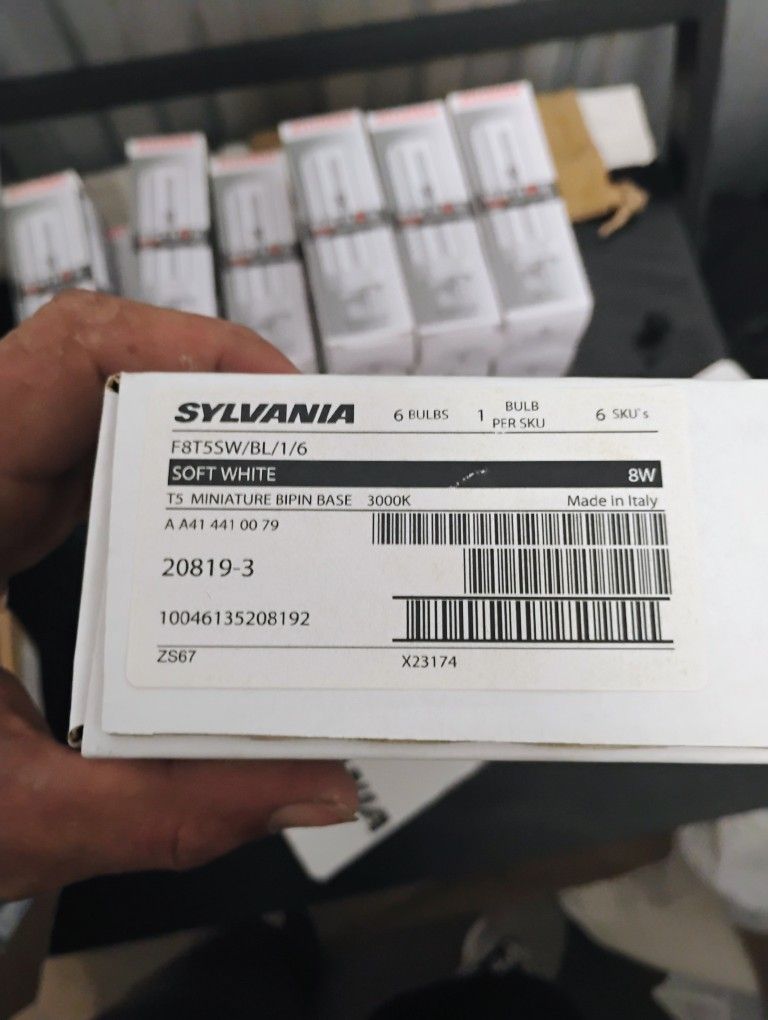 SYLVANIA 6 BULBS 1 BULB PER SKU 6 SKU's
F8T5SW/BL/1/6
SOFT WHITE 8W
T5 MINIATURE BIPIN BASE 3000K Made in Italy
A A41 441 00 79
20819-3
10046135208192
ZS67 X23174